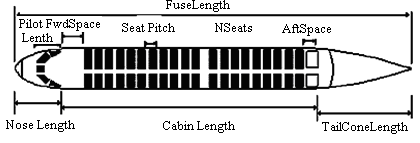 FuseLength
Pilot FwdSpace Seat Pitch NSeats AftSpace
Lenth
Nose Length Cabin Length TailConeLength